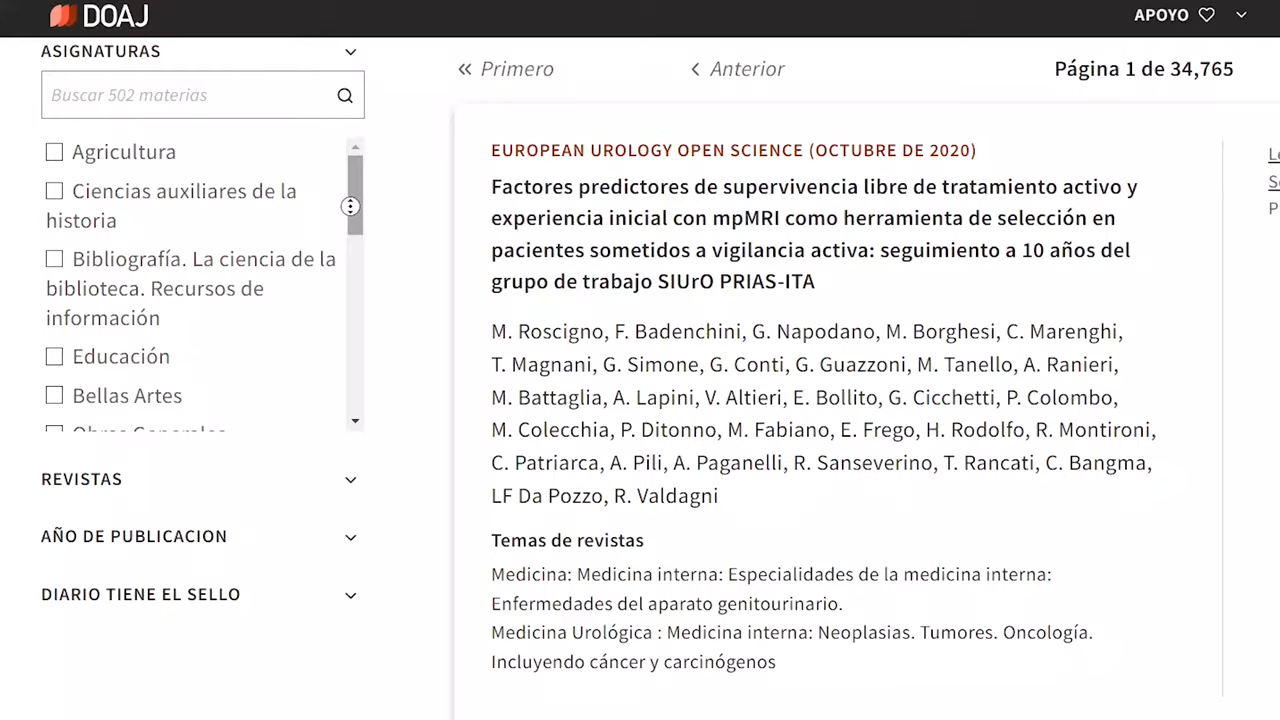 DOAJ
APOYO
ASIGNATURAS
Buscar 502 materias
Agricultura
Ciencias auxiliares de la
historia
Bibliografía. La ciencia de la
biblioteca. Recursos de
información
Educación
Bellas Artes
Obras Generales
REVISTAS
AÑO DE PUBLICACION
DIARIO TIENE EL SELLO
« Primero
‹ Anterior
Página 1 de 34,765
EUROPEAN UROLOGY OPEN SCIENCE (OCTUBRE DE 2020)
Factores predictores de supervivencia libre de tratamiento activo y
experiencia inicial con mpMRI como herramienta de selección en
pacientes sometidos a vigilancia activa: seguimiento a 10 años del
grupo de trabajo SIUrO PRIAS-ITA
M. Roscigno, F. Badenchini, G. Napodano, M. Borghesi, C. Marenghi,
T. Magnani, G. Simone, G. Conti, G. Guazzoni, M. Tanello, A. Ranieri,
M. Battaglia, A. Lapini, V. Altieri, E. Bollito, G. Cicchetti, P. Colombo,
M. Colecchia, P. Ditonno, M. Fabiano, E. Frego, H. Rodolfo, R. Montironi,
C. Patriarca, A. Pili, A. Paganelli, R. Sanseverino, T. Rancati, C. Bangma,
LF Da Pozzo, R. Valdagni
Temas de revistas
Medicina: Medicina interna: Especialidades de la medicina interna:
Enfermedades del aparato genitourinario.
Medicina Urológica : Medicina interna: Neoplasias. Tumores. Oncología.
Incluyendo cáncer y carcinógenos